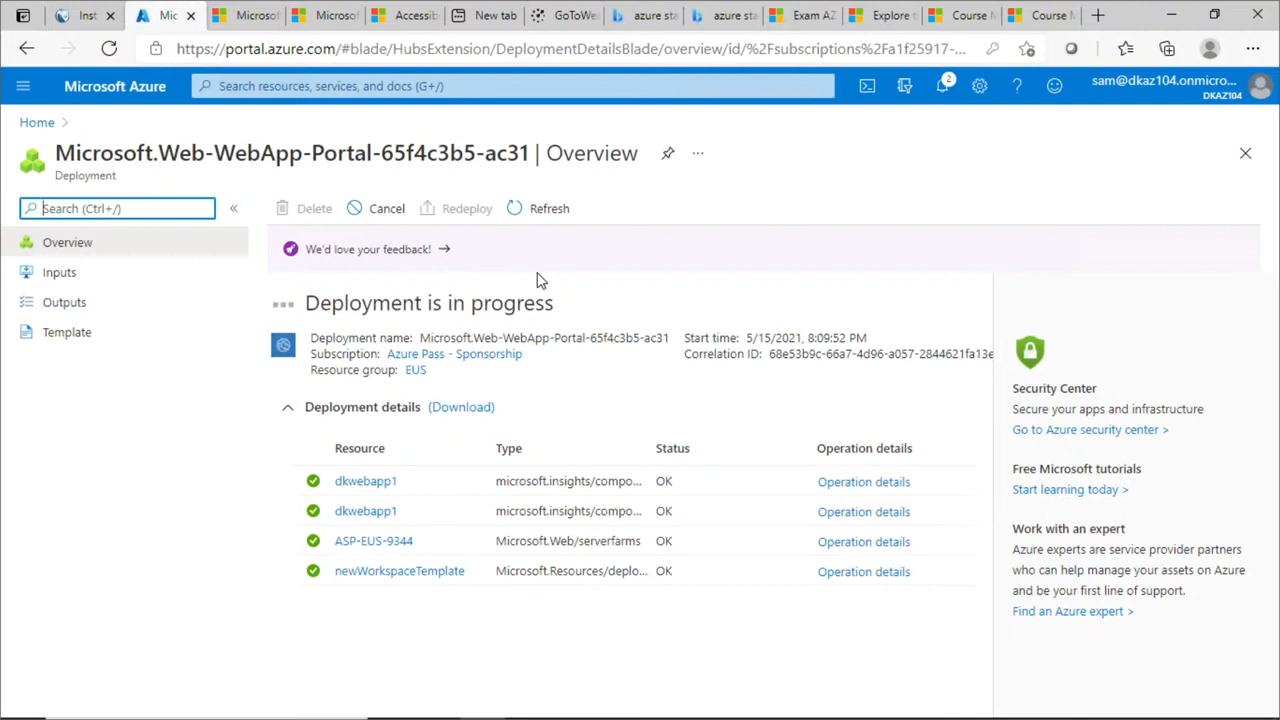 Inst
Mic
Microsof
Microsof
Accessib
New tab
GoToWe
azure sta
azure sta
Exam AZ
Explore
Course
Course
https://portal.azure.com/#blade/HubsExtension/DeploymentDetailsBlade/overview/id/%2Fsubscriptions%2Fa1f25917-...
Microsoft Azure
Search resources, services, and docs (G+/)
2
sam@dkaz104.onmicro...
DKAZ104
Home >
Microsoft.Web-WebApp-Portal-65f4c3b5-ac31 | Overview
Deployment
Search (Ctrl+/)
«
Delete Cancel Redeploy Refresh
Overview
Inputs
Outputs
Template
We'd love your feedback! →
Deployment is in progress
Deployment name: Microsoft.Web-WebApp-Portal-65f4c3b5-ac31
Subscription: Azure Pass - Sponsorship
Resource group: EUS
Start time: 5/15/2021, 8:09:52 PM
Correlation ID: 68e53b9c-66a7-4d96-a057-2844621fa13e
Deployment details (Download)
Resource Type Status Operation details
dkwebapp1 microsoft.insights/compo... OK Operation details
dkwebapp1 microsoft.insights/compo... OK Operation details
ASP-EUS-9344 Microsoft.Web/serverfarms OK Operation details
newWorkspaceTemplate Microsoft.Resources/deplo... OK Operation details
Security Center
Secure your apps and infrastructure
Go to Azure security center >
Free Microsoft tutorials
Start learning today >
Work with an expert
Azure experts are service provider partners
who can help manage your assets on Azure
and be your first line of support.
Find an Azure expert >